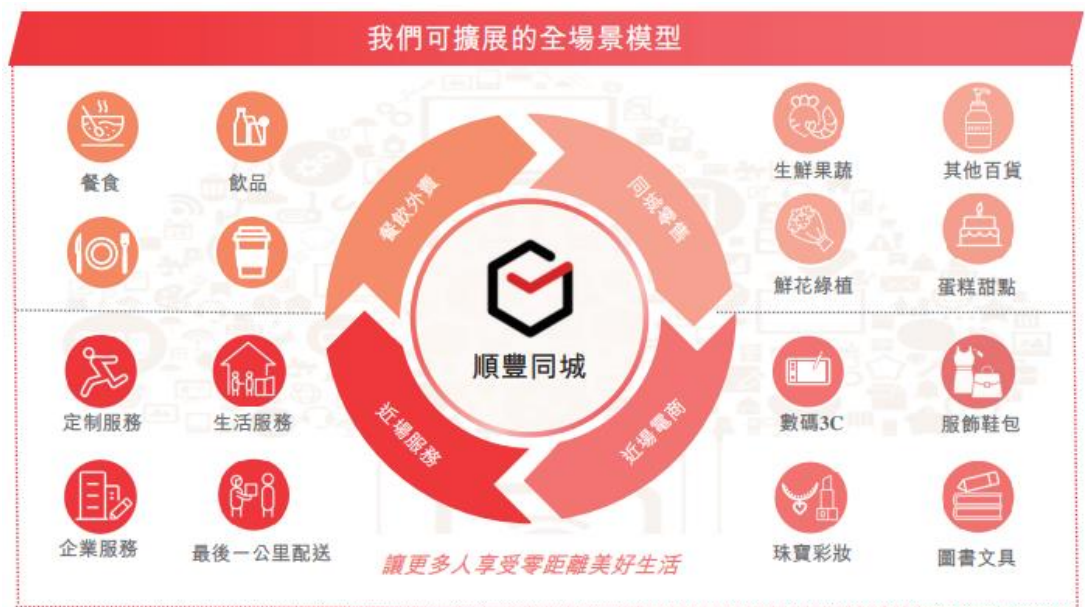 我們可擴展的全場景模型
餐食
飲品
生鮮果蔬
其他百貨
鮮花綠植
蛋糕甜點
餐飲外賣
同城零售
順豐同城
近場服務
近場電商
定制服務
生活服務
數碼3C
服飾鞋包
企業服務
最後一公里配送
珠寶彩妝
圖書文具
讓更多人享受零距離美好生活